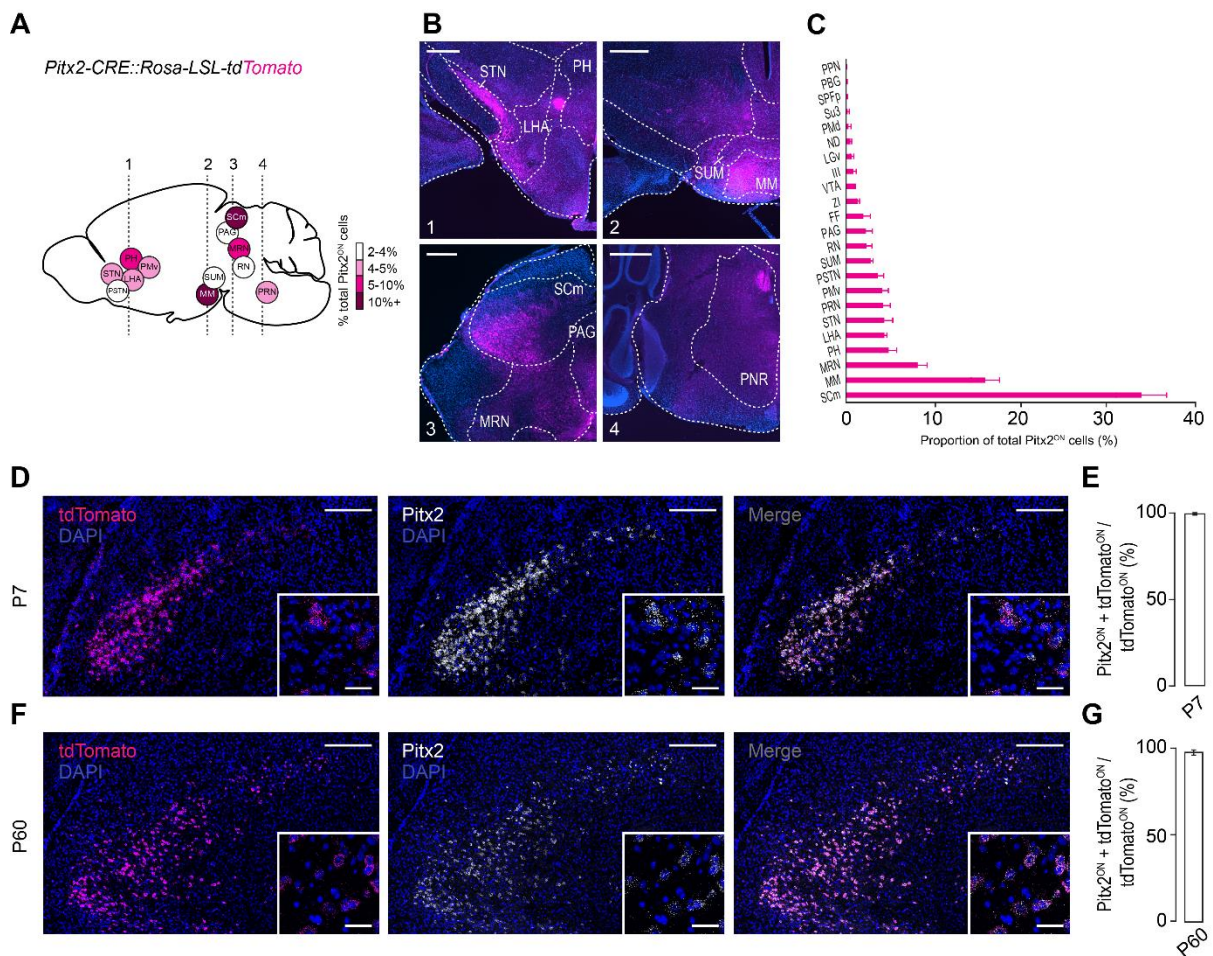 A
Pitx2-CRE::Rosa-LSL-tdTomato
1
2
3
4
SCm
PAG
MRN
RN
PH
PMv
STN
LHA
PSTN
SUM
MM
PRN
% total Pitx2ON cells
2-4%
4-5%
5-10%
10%+
B
STN
PH
LHA
1
SUM
MM
2
SCm
PAG
MRN
3
PNR
4
C
PPN
PBG
SPFp
Su3
PMd
ND
LGv
III
VTA
ZI
FF
PAG
RN
SUM
PSTN
PMv
PRN
STN
LHA
PH
MRN
MM
SCm
0
10
20
30
40
Proportion of total Pitx2ON cells (%)
D
P7
tdTomato
DAPI
Pitx2
DAPI
Merge
E
Pitx2ON + tdTomatoON /
tdTomatoON (%)
100
50
0
P7
F
P60
tdTomato
DAPI
Pitx2
DAPI
Merge
G
Pitx2ON + tdTomatoON /
tdTomatoON (%)
100
50
0
P60